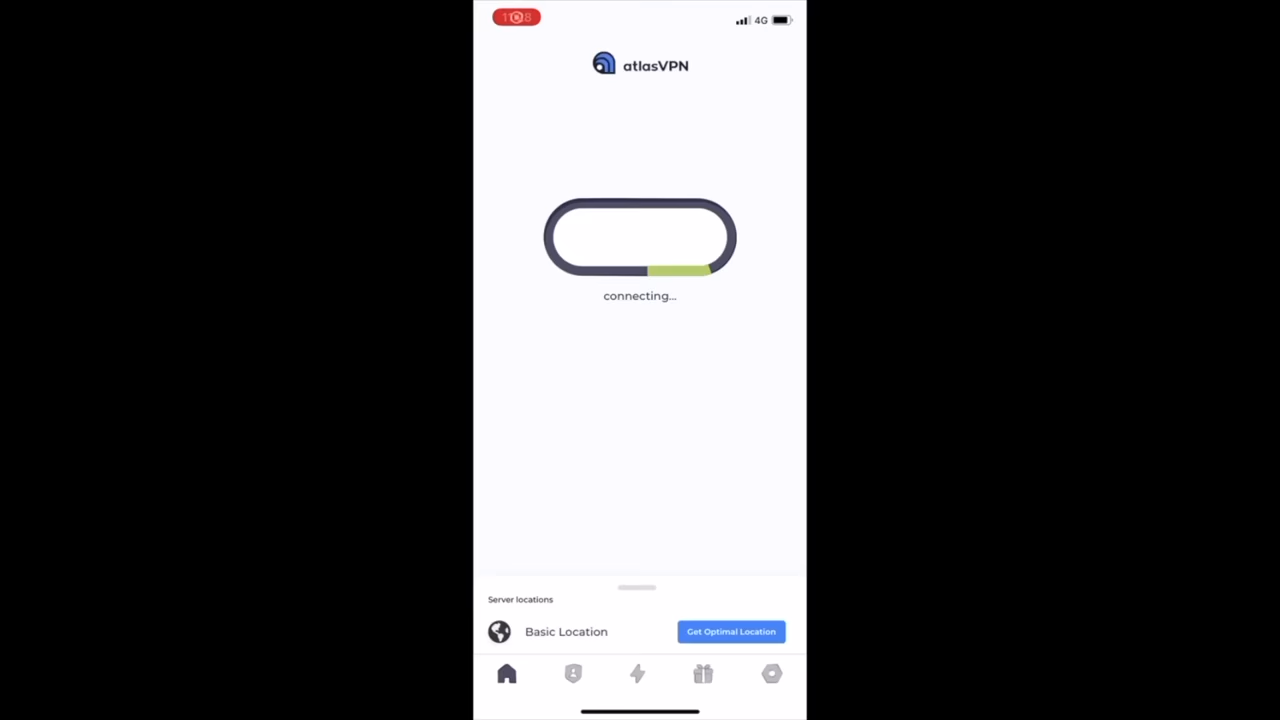 4G
atlasVPN
connecting...
Server locations
Basic Location
Get Optimal Location